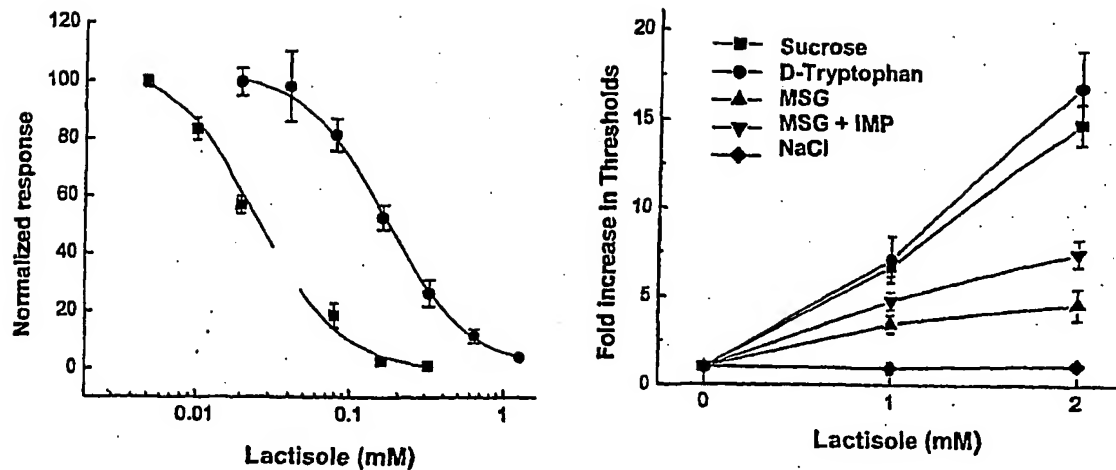 Normalized response
120
100
80
60
40
20
0
0.01
0.1
1
Lactisole (mM)
Fold increase in Thresholds
20
15
10
5
0
Sucrose
D-Tryptophan
MSG
MSG + IMP
NaCl
0
1
2
Lactisole (mM)